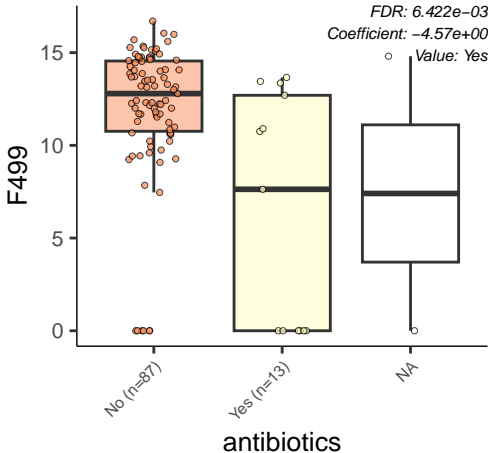 FDR: 6.422e−03
Coefficient: −4.57e+00
Value: Yes
F499
15
10
5
0
No (n=87)
Yes (n=13)
NA
antibiotics